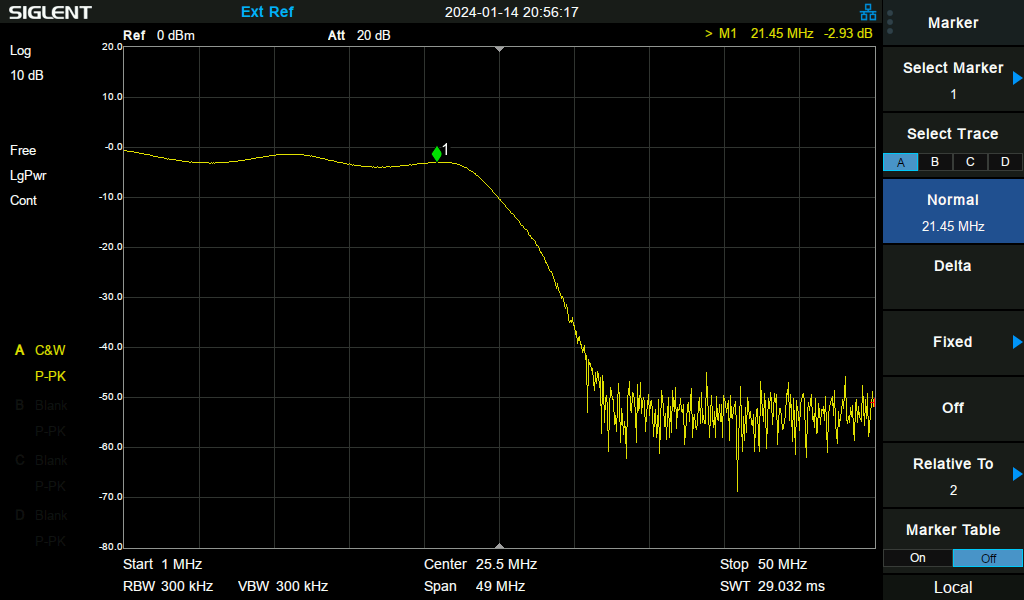 SIGLENT Ext Ref 2024-01-14 20:56:17
Ref 0 dBm Att 20 dB > M1 21.45 MHz -2.93 dB
Log
10 dB
Free
LgPwr
Cont
A C&W
P-PK
B Blank
P-PK
C Blank
P-PK
D Blank
P-PK
20.0
10.0
-0.0
-10.0
-20.0
-30.0
-40.0
-50.0
-60.0
-70.0
-80.0
1
Start 1 MHz Center 25.5 MHz Stop 50 MHz
RBW 300 kHz VBW 300 kHz Span 49 MHz SWT 29.032 ms
Marker
Select Marker
1
Select Trace
A B C D
Normal
21.45 MHz
Delta
Fixed
Off
Relative To
2
Marker Table
On Off
Local